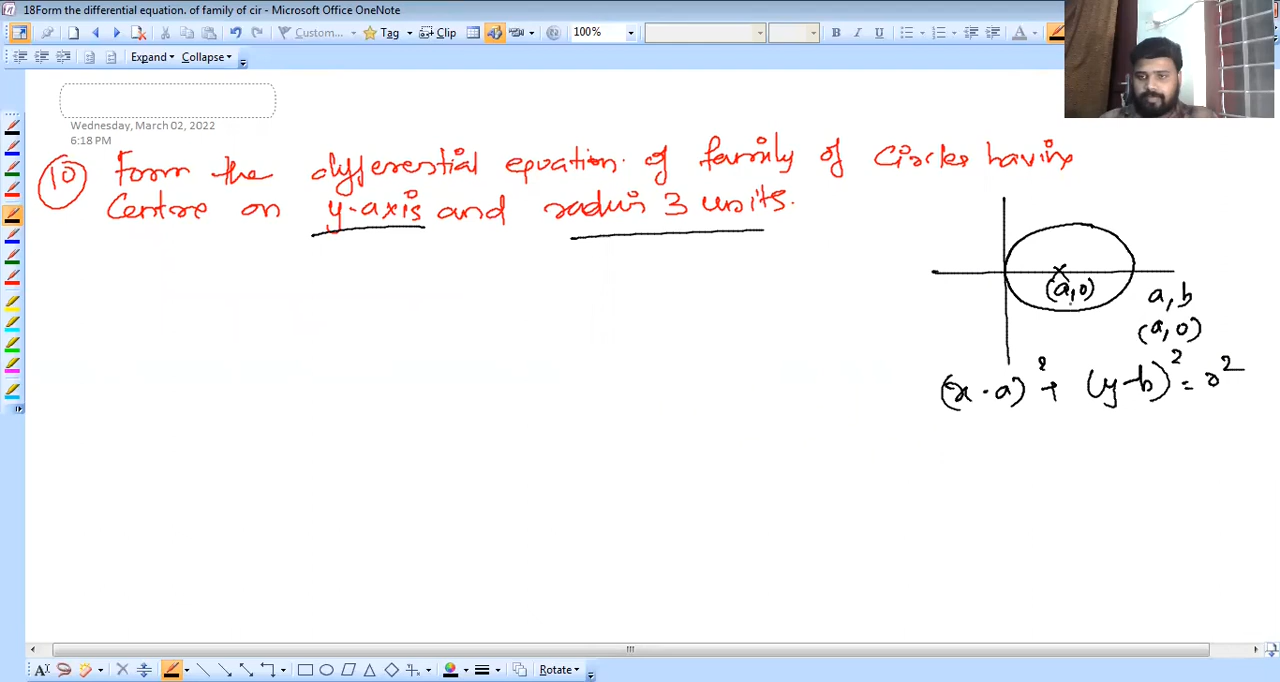 18Form the differential equation. of family of cir - Microsoft Office OneNote
Custom... Tag Clip 100% B I U A
Expand Collapse
Wednesday, March 02, 2022
6:18 PM
10 Form the differential equation. of family of circles having
Centre on y-axis and radius 3 units.
(a,0)
a, b
(a, 0)
(x - a)² + (y-b)² = r²
Rotate